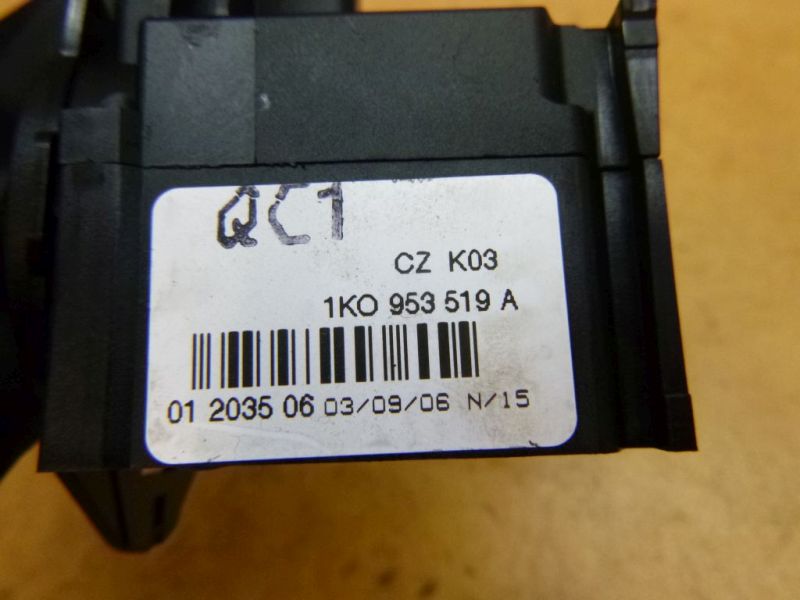 QC1
CZ K03
1KO 953 519 A
01 2035 06 03/09/06 N/15